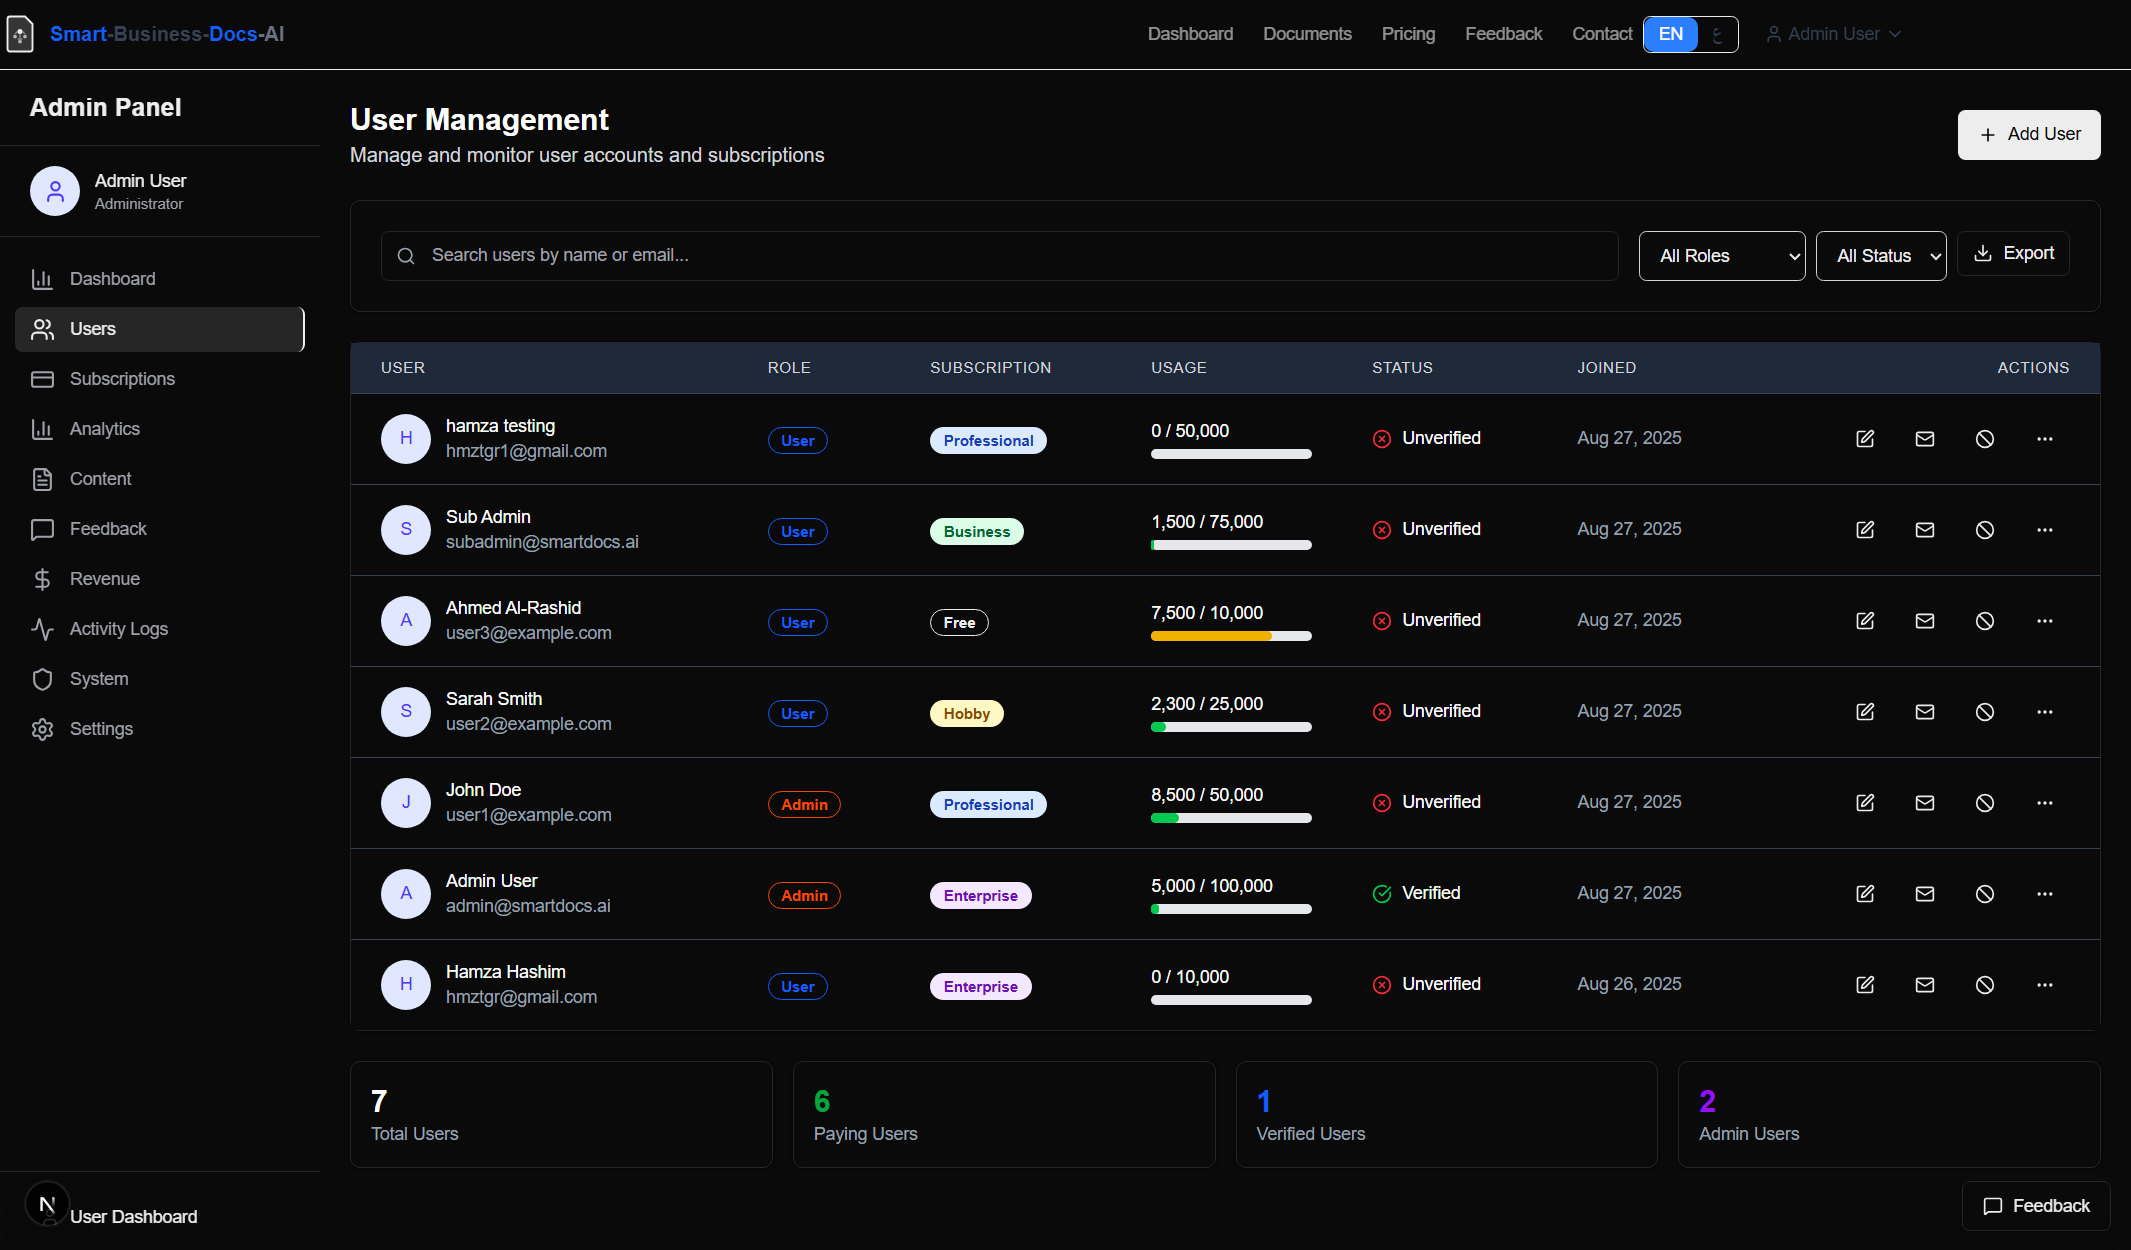 Smart-Business-Docs-AI
Dashboard
Documents
Pricing
Feedback
Contact
EN
ع
Admin User
Admin Panel
Admin User
Administrator
Dashboard
Users
Subscriptions
Analytics
Content
Feedback
Revenue
Activity Logs
System
Settings
N
User Dashboard
User Management
Manage and monitor user accounts and subscriptions
Add User
Search users by name or email...
All Roles
All Status
Export
USER ROLE SUBSCRIPTION USAGE STATUS JOINED ACTIONS
H
hamza testing
hmztgr1@gmail.com
User
Professional
0 / 50,000
Unverified
Aug 27, 2025
S
Sub Admin
subadmin@smartdocs.ai
User
Business
1,500 / 75,000
Unverified
Aug 27, 2025
A
Ahmed Al-Rashid
user3@example.com
User
Free
7,500 / 10,000
Unverified
Aug 27, 2025
S
Sarah Smith
user2@example.com
User
Hobby
2,300 / 25,000
Unverified
Aug 27, 2025
J
John Doe
user1@example.com
Admin
Professional
8,500 / 50,000
Unverified
Aug 27, 2025
A
Admin User
admin@smartdocs.ai
Admin
Enterprise
5,000 / 100,000
Verified
Aug 27, 2025
H
Hamza Hashim
hmztgr@gmail.com
User
Enterprise
0 / 10,000
Unverified
Aug 26, 2025
7
Total Users
6
Paying Users
1
Verified Users
2
Admin Users
Feedback